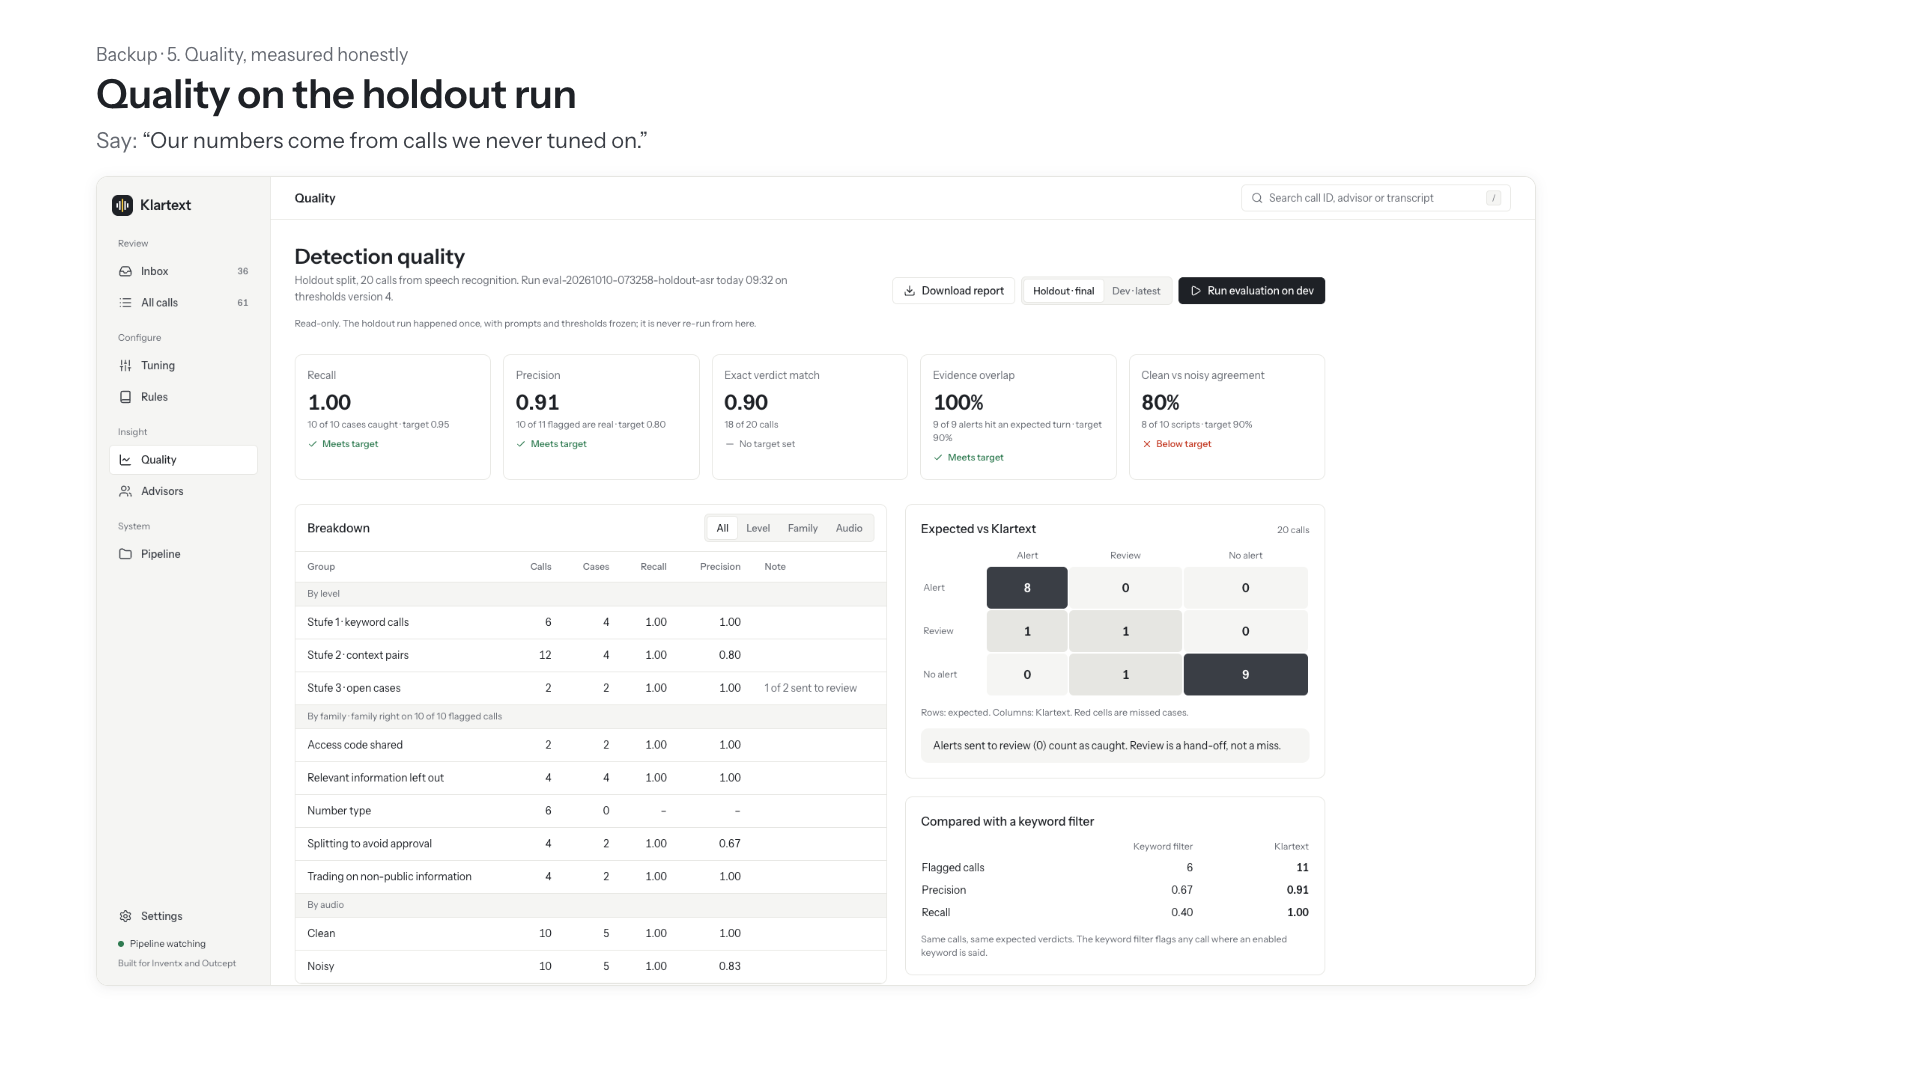 Backup · 5. Quality, measured honestly
Quality on the holdout run
Say: “Our numbers come from calls we never tuned on.”
Klartext
Review
Inbox 36
All calls 61
Configure
Tuning
Rules
Insight
Quality
Advisors
System
Pipeline
Settings
Pipeline watching
Built for Inventx and Outcept
Quality
Search call ID, advisor or transcript /
Detection quality
Holdout split, 20 calls from speech recognition. Run eval-20261010-073258-holdout-asr today 09:32 on
thresholds version 4.
Read-only. The holdout run happened once, with prompts and thresholds frozen; it is never re-run from here.
Download report
Holdout · final
Dev · latest
Run evaluation on dev
Recall
1.00
10 of 10 cases caught · target 0.95
Meets target
Precision
0.91
10 of 11 flagged are real · target 0.80
Meets target
Exact verdict match
0.90
18 of 20 calls
No target set
Evidence overlap
100%
9 of 9 alerts hit an expected turn · target
90%
Meets target
Clean vs noisy agreement
80%
8 of 10 scripts · target 90%
Below target
Breakdown
All Level Family Audio
Group Calls Cases Recall Precision Note
By level
Stufe 1 · keyword calls 6 4 1.00 1.00
Stufe 2 · context pairs 12 4 1.00 0.80
Stufe 3 · open cases 2 2 1.00 1.00 1 of 2 sent to review
By family · family right on 10 of 10 flagged calls
Access code shared 2 2 1.00 1.00
Relevant information left out 4 4 1.00 1.00
Number type 6 0 – –
Splitting to avoid approval 4 2 1.00 0.67
Trading on non-public information 4 2 1.00 1.00
By audio
Clean 10 5 1.00 1.00
Noisy 10 5 1.00 0.83
Expected vs Klartext 20 calls
Alert Review No alert
Alert 8 0 0
Review 1 1 0
No alert 0 1 9
Rows: expected. Columns: Klartext. Red cells are missed cases.
Alerts sent to review (0) count as caught. Review is a hand-off, not a miss.
Compared with a keyword filter
Keyword filter Klartext
Flagged calls 6 11
Precision 0.67 0.91
Recall 0.40 1.00
Same calls, same expected verdicts. The keyword filter flags any call where an enabled
keyword is said.